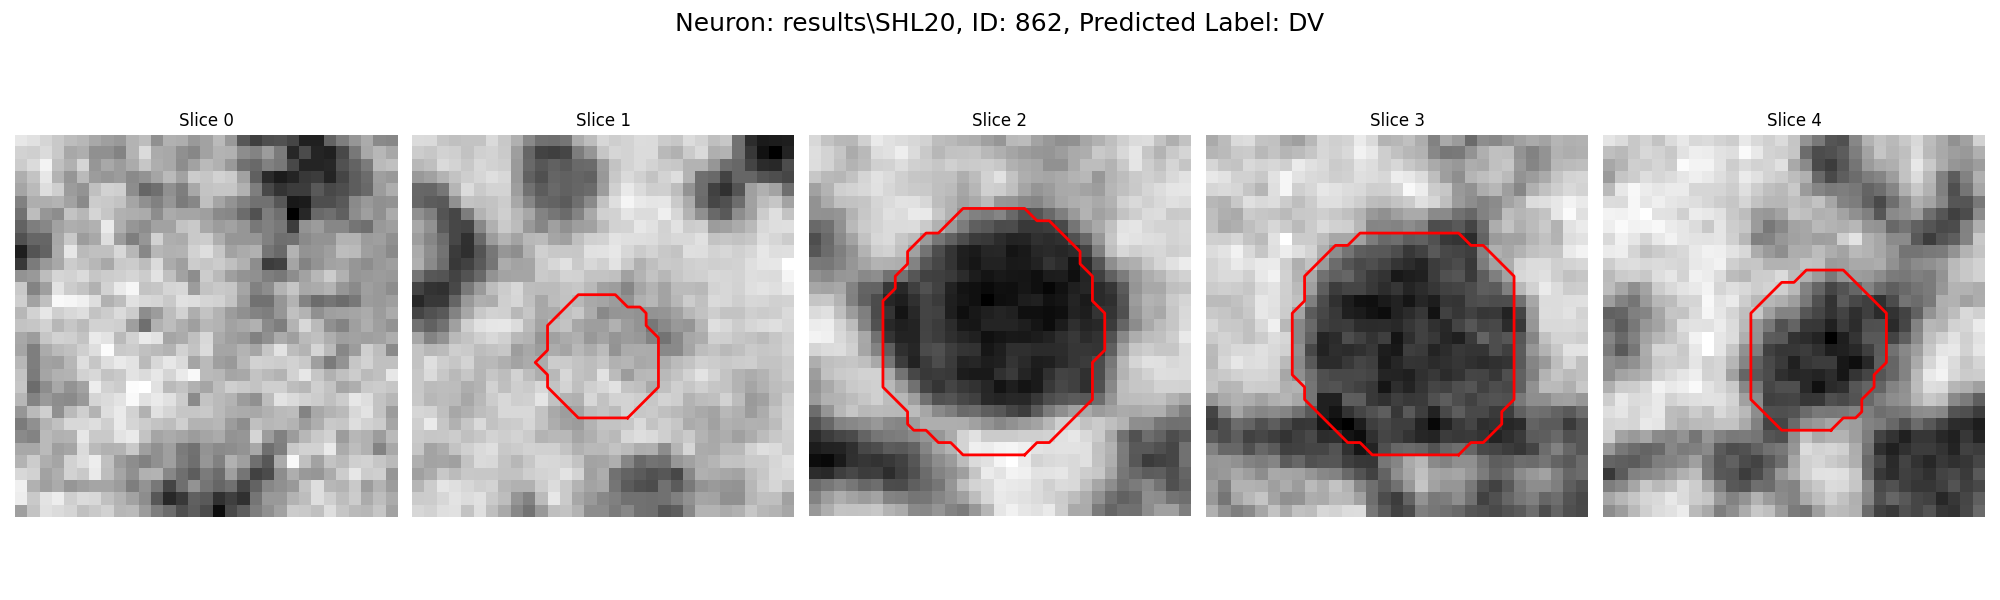 Neuron: results\SHL20, ID: 862, Predicted Label: DV
Slice 0
Slice 1
Slice 2
Slice 3
Slice 4